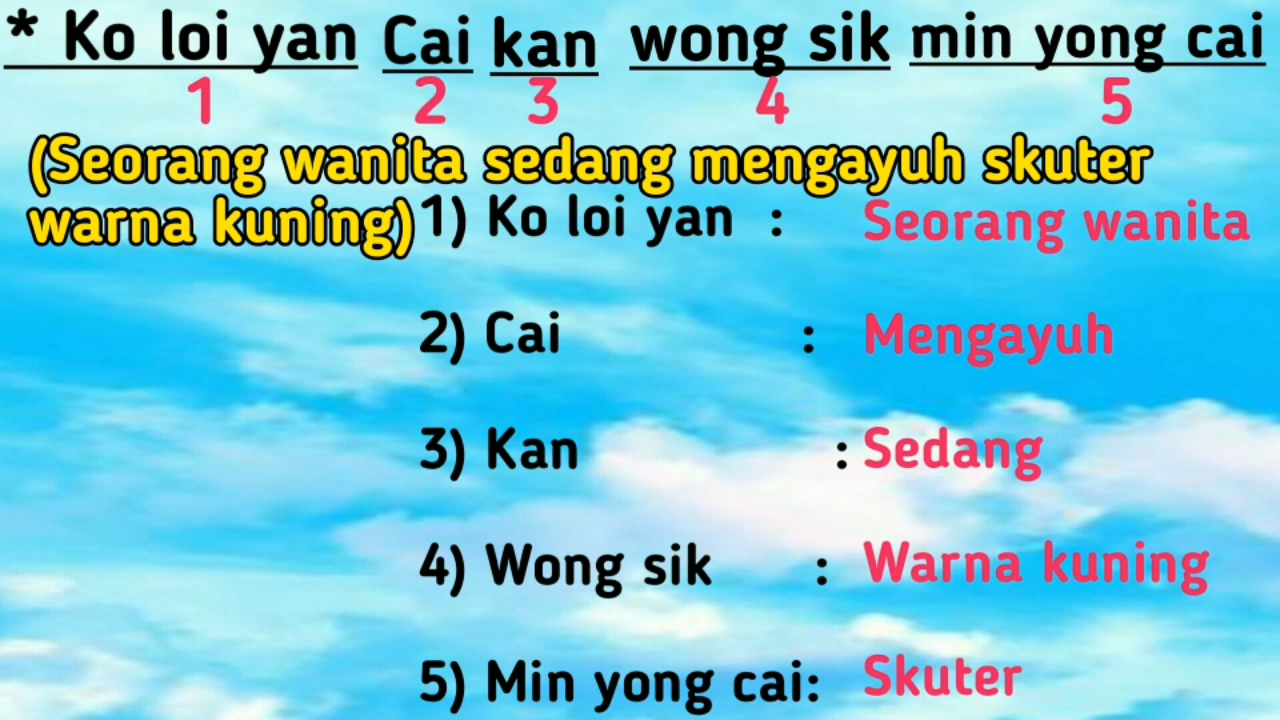 * Ko loi yan Cai kan wong sik min yong cai
1 2 3 4 5
(Seorang wanita sedang mengayuh skuter
warna kuning)
1) Ko loi yan : Seorang wanita
2) Cai : Mengayuh
3) Kan : Sedang
4) Wong sik : Warna kuning
5) Min yong cai: Skuter